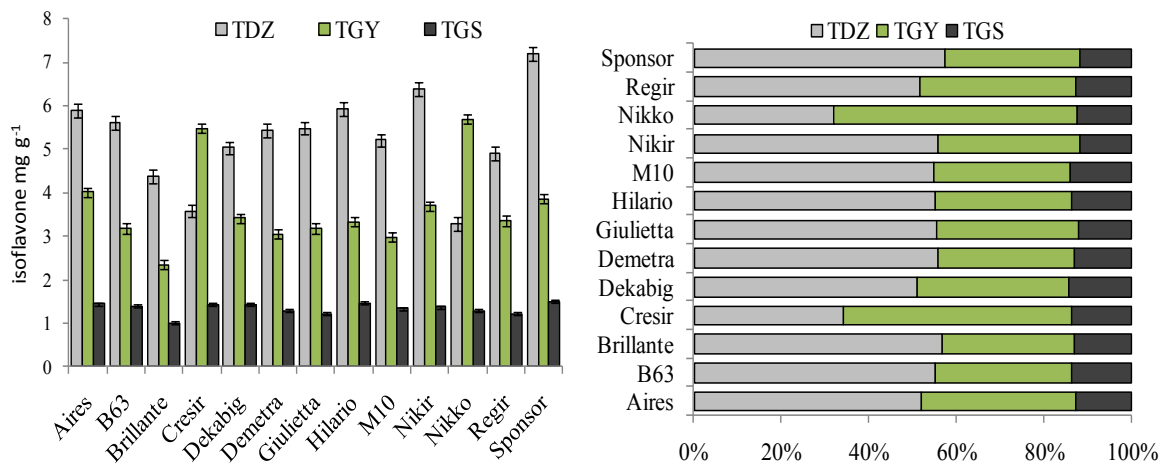 TDZ TGY TGS
isoflavone mg g⁻¹
8
7
6
5
4
3
2
1
0
Aires
B63
Brillante
Cresir
Dekabig
Demetra
Giulietta
Hilario
M10
Nikir
Nikko
Regir
Sponsor
TDZ TGY TGS
Sponsor
Regir
Nikko
Nikir
M10
Hilario
Giulietta
Demetra
Dekabig
Cresir
Brillante
B63
Aires
0% 20% 40% 60% 80% 100%